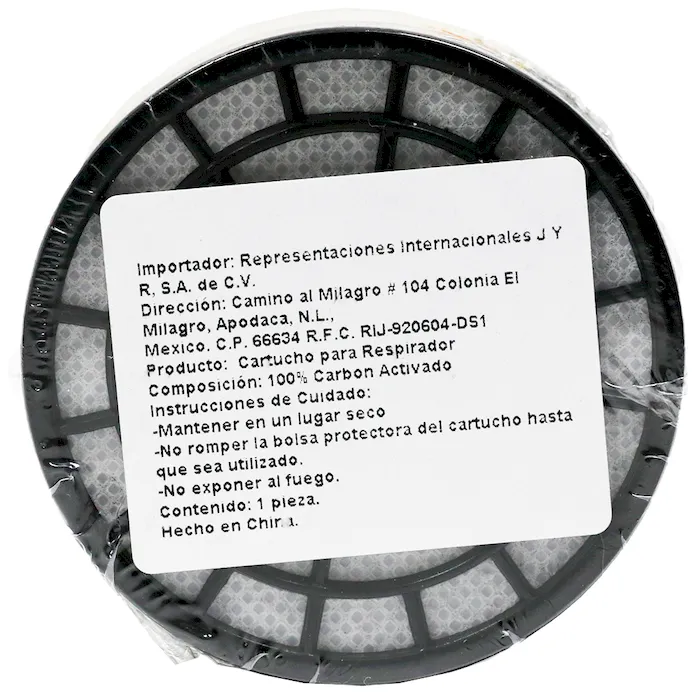 Importador: Representaciones Internacionales J Y
R, S.A. de C.V.
Dirección: Camino al Milagro # 104 Colonia El
Milagro, Apodaca, N.L.,
Mexico. C.P. 66634 R.F.C. RIJ-920604-DS1
Producto: Cartucho para Respirador
Composición: 100% Carbon Activado
Instrucciones de Cuidado:
-Mantener en un lugar seco
-No romper la bolsa protectora del cartucho hasta
que sea utilizado.
-No exponer al fuego.
Contenido: 1 pieza.
Hecho en China.